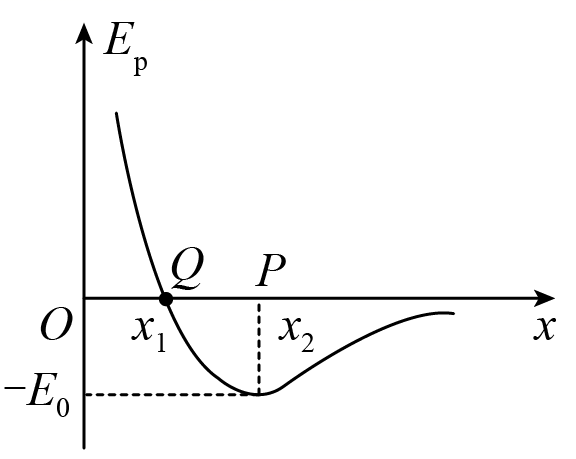 Eₚ
Q P
O x₁ x₂ x
−E₀